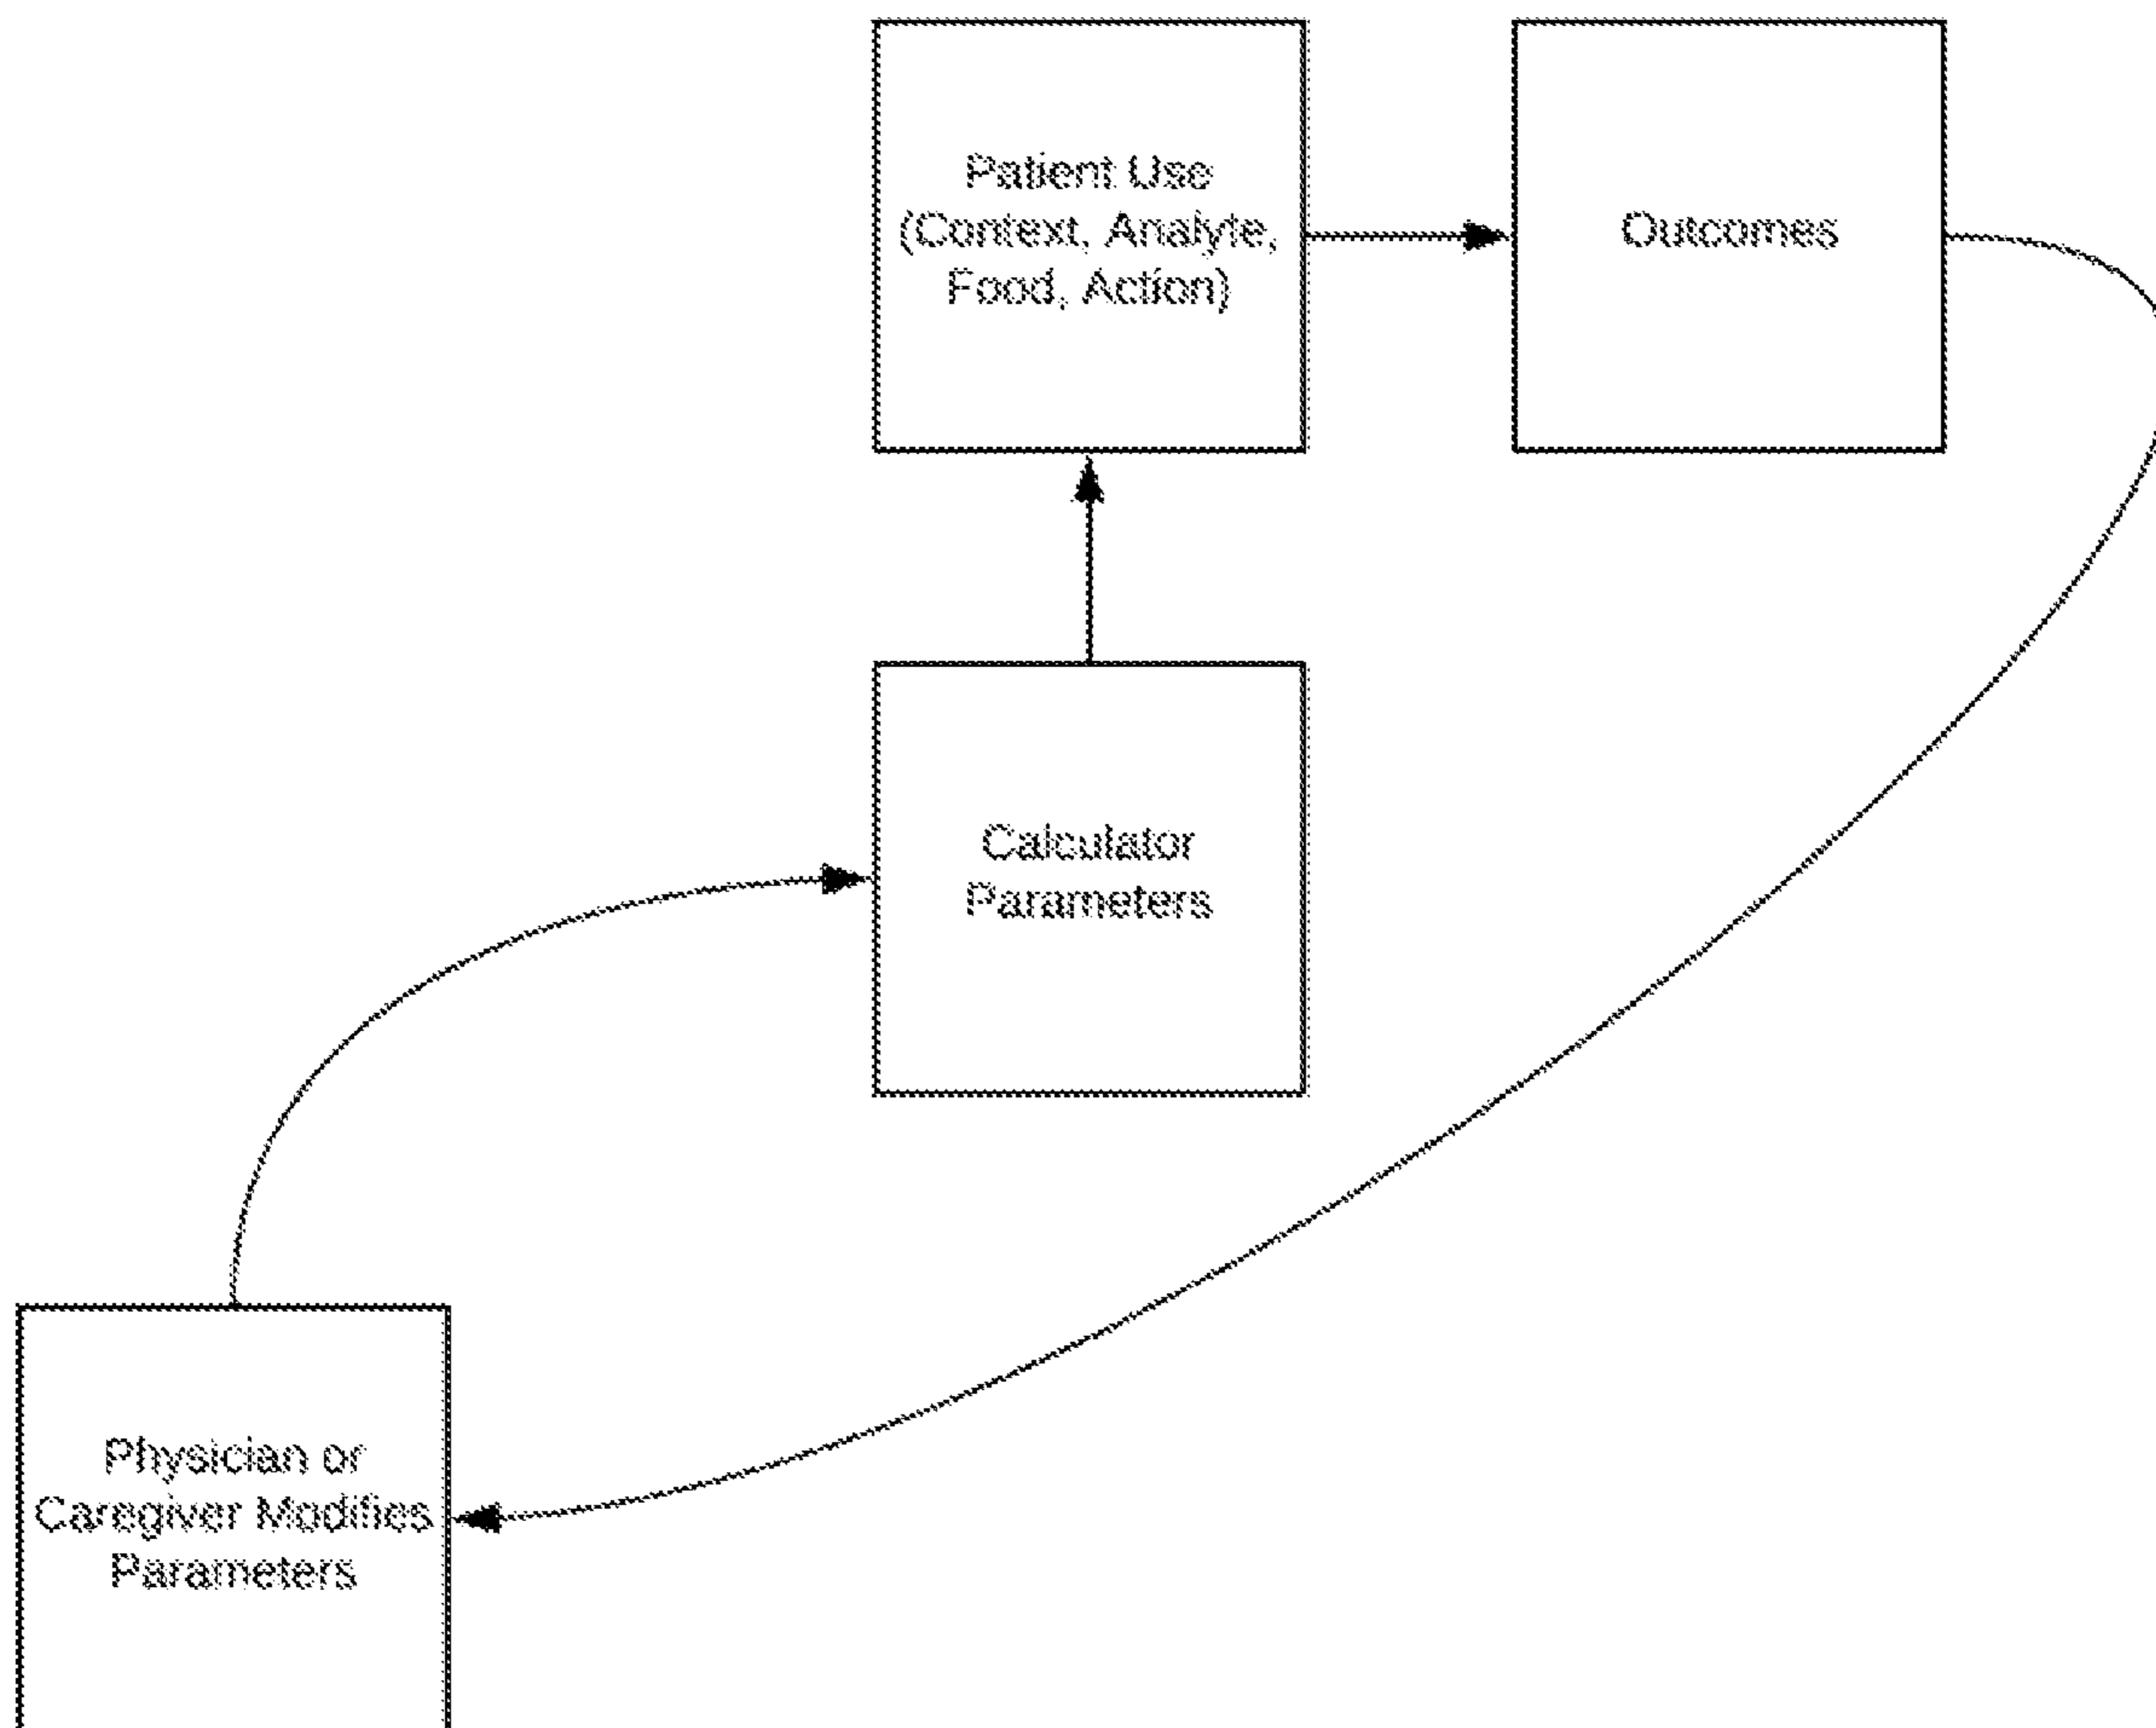 Patient Use
(Context, Analyte,
Food, Action)
Outcomes
Calculator
Parameters
Physician or
Caregiver Modifies
Parameters